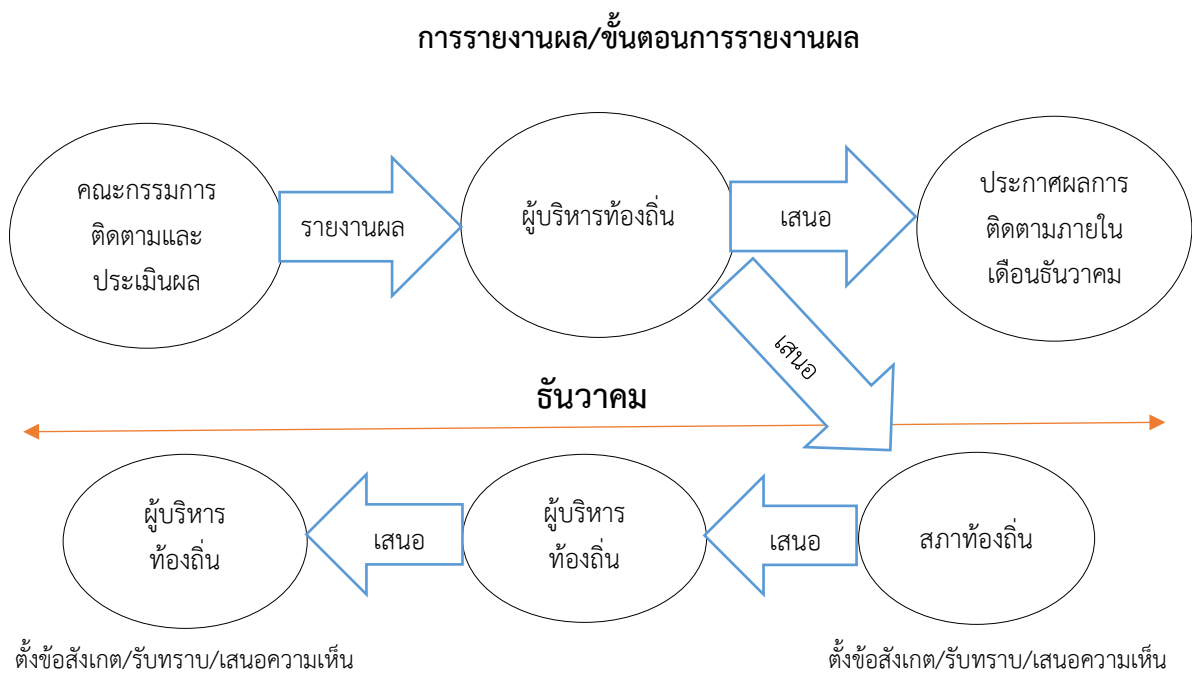 การรายงานผล/ขั้นตอนการรายงานผล
คณะกรรมการ
ติดตามและ
ประเมินผล
รายงานผล
ผู้บริหารท้องถิ่น
เสนอ
ประกาศผลการ
ติดตามภายใน
เดือนธันวาคม
เสนอ
ธันวาคม
ผู้บริหาร
ท้องถิ่น
เสนอ
ผู้บริหาร
ท้องถิ่น
เสนอ
สภาท้องถิ่น
ตั้งข้อสังเกต/รับทราบ/เสนอความเห็น
ตั้งข้อสังเกต/รับทราบ/เสนอความเห็น